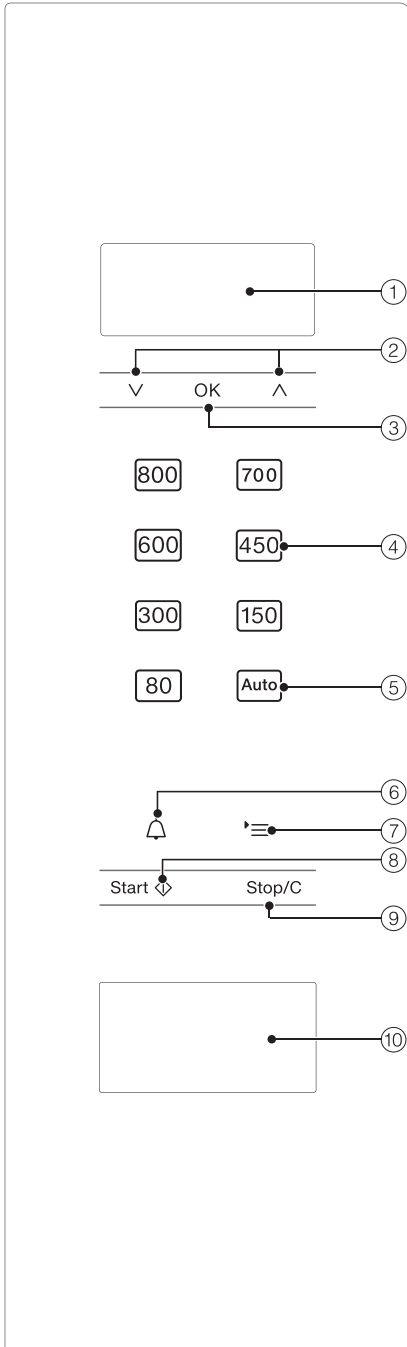 ①
②
∨ OK ∧
③
800 700
600 450 ④
300 150
80 Auto ⑤
⑥
⑦
⑧
Start Stop/C
⑨
⑩